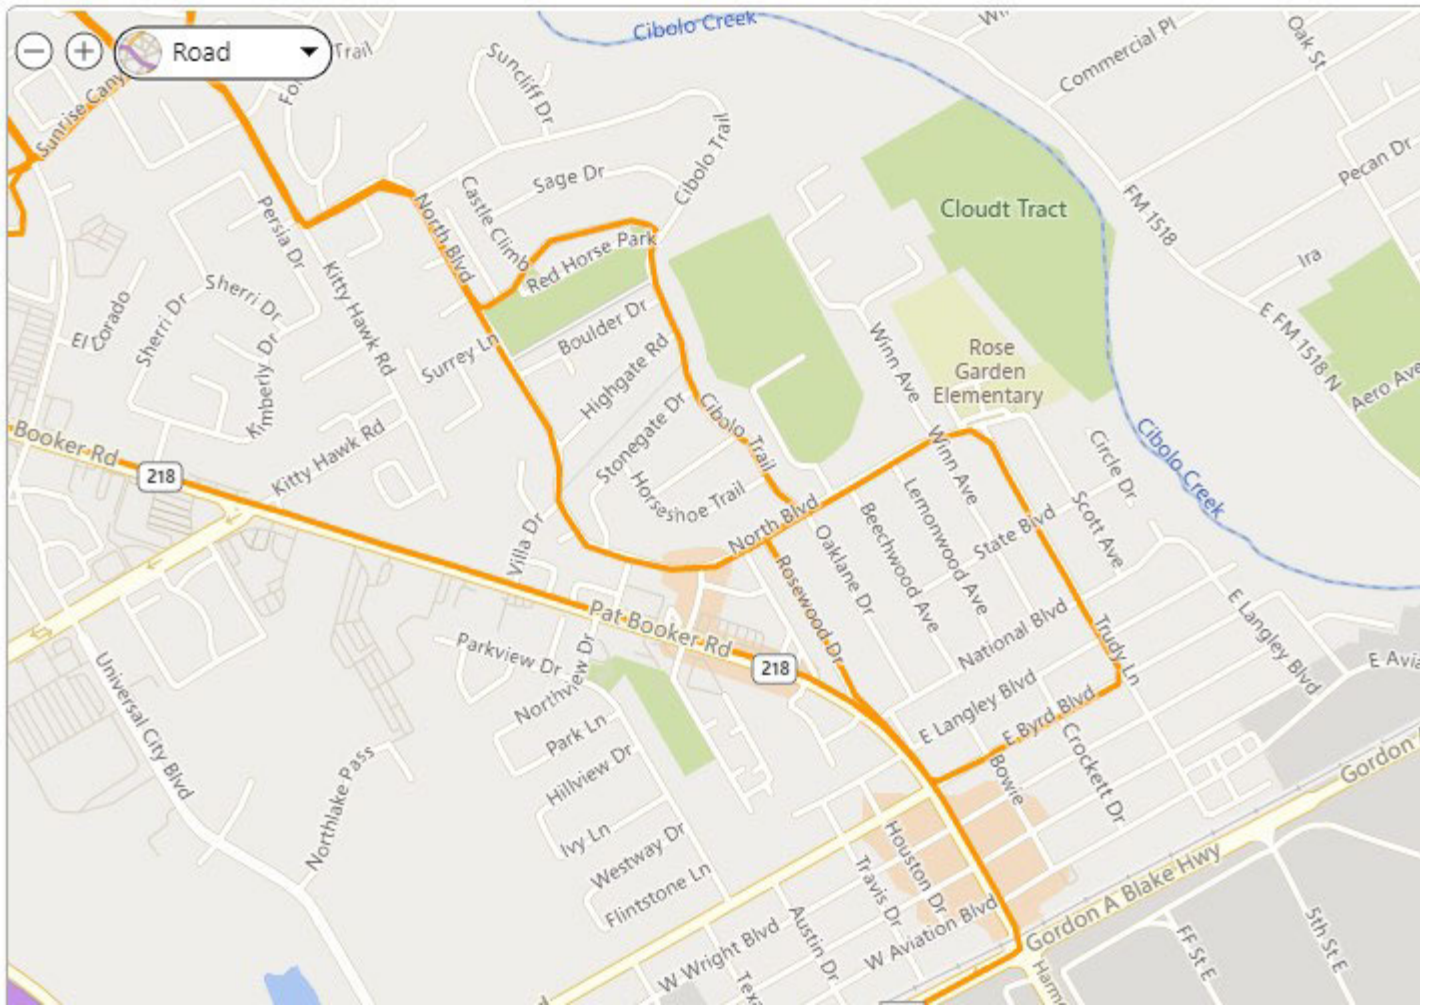 Cibolo Creek
Road
Trail
Suncliff Dr
Commercial Pl
Oak St
Sunrise Cany
Cibolo Trail
Sage Dr
Pecan Dr
Castle Climb
Persia Dr
North Blvd
Cloudt Tract
FM 1518
Red Horse Park
Ira
Kitty Hawk Rd
Sherri Dr
Sherri Dr
El Dorado
Boulder Dr
Kimberly Dr
Surrey Ln
Highgate Rd
Winn Ave
Rose
Garden
Elementary
E FM 1518 N
Aero Ave
Booker Rd
218
Kitty Hawk Rd
Stonegate Dr
Cibolo Trail
Winn Ave
Circle Dr
Cibolo Creek
Horseshoe Trail
North Blvd
Lemonwood Ave
Scott Ave
State Blvd
Villa Dr
Oaklane Dr
Beechwood Ave
Rosewood Dr
Pat Booker Rd
218
National Blvd
E Langley Blvd
Trudy Ln
Parkview Dr
Northview Dr
E Langley Blvd
E Byrd Blvd
E Avia
Universal City Blvd
Park Ln
Crockett Dr
Bowie
Hillview Dr
Northlake Pass
Gordon
Ivy Ln
Westway Dr
Houston Dr
Travis Dr
Flintstone Ln
Gordon A Blake Hwy
W Aviation Blvd
Austin Dr
W Wright Blvd
FF St E
5th St E
Texa
Harmo